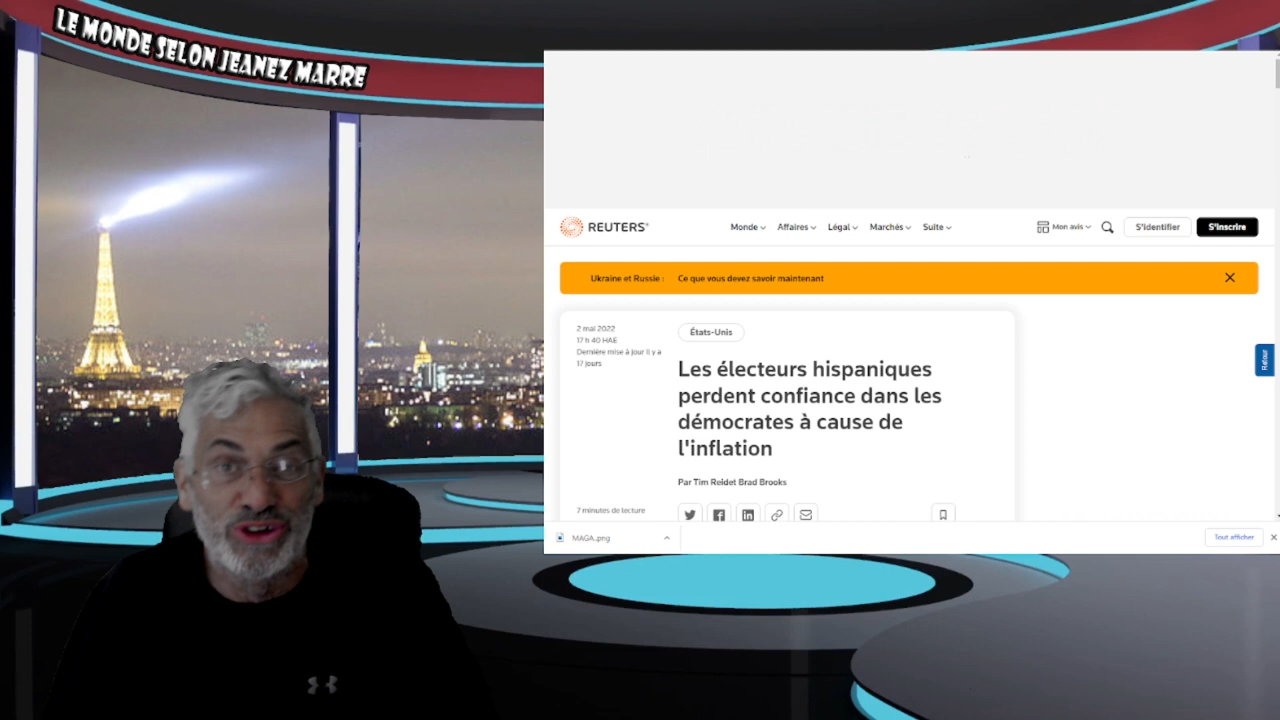 LE MONDE SELON JEANEZ MARRE
REUTERS®
Monde Affaires Légal Marchés Suite
Mon avis
S'identifier
S'inscrire
Ukraine et Russie : Ce que vous devez savoir maintenant
2 mai 2022
17 h 40 HAE
Dernière mise à jour il y a
17 jours
États-Unis
Les électeurs hispaniques
perdent confiance dans les
démocrates à cause de
l'inflation
Par Tim Reidet Brad Brooks
7 minutes de lecture
Retour
MAGA.png
Tout afficher